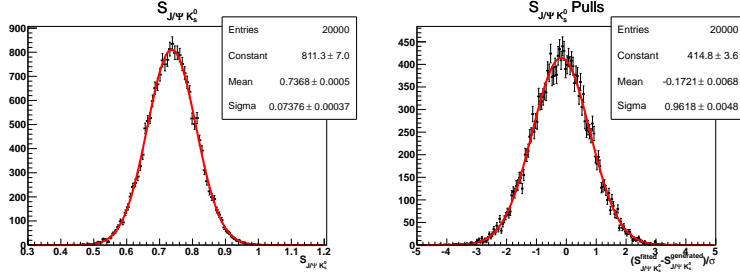 S_{J/Ψ K_s^0}
Entries 20000
Constant 811.3 ± 7.0
Mean 0.7368 ± 0.0005
Sigma 0.07376 ± 0.00037
900
800
700
600
500
400
300
200
100
0
0.3 0.4 0.5 0.6 0.7 0.8 0.9 1 1.1 1.2
S_{J/Ψ K_s^0}
S_{J/Ψ K_s^0} Pulls
Entries 20000
Constant 414.8 ± 3.6
Mean -0.1721 ± 0.0068
Sigma 0.9618 ± 0.0048
450
400
350
300
250
200
150
100
50
0
-5 -4 -3 -2 -1 0 1 2 3 4 5
(S_{J/Ψ K_s^0}^{fitted}-S_{J/Ψ K_s^0}^{generated})/σ